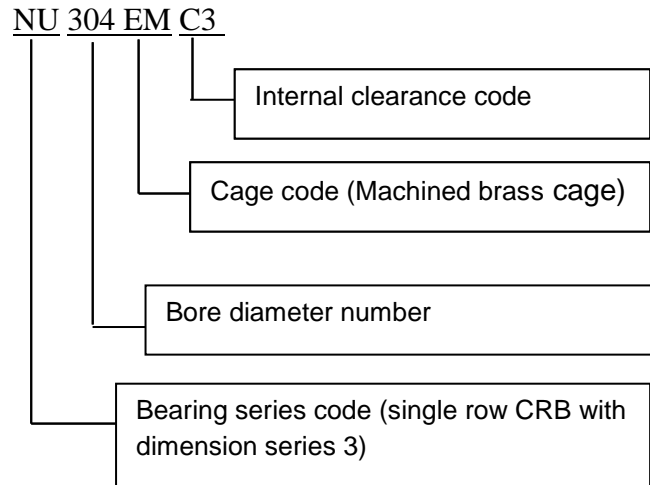 NU 304 EM C3
Internal clearance code
Cage code (Machined brass cage)
Bore diameter number
Bearing series code (single row CRB with
dimension series 3)